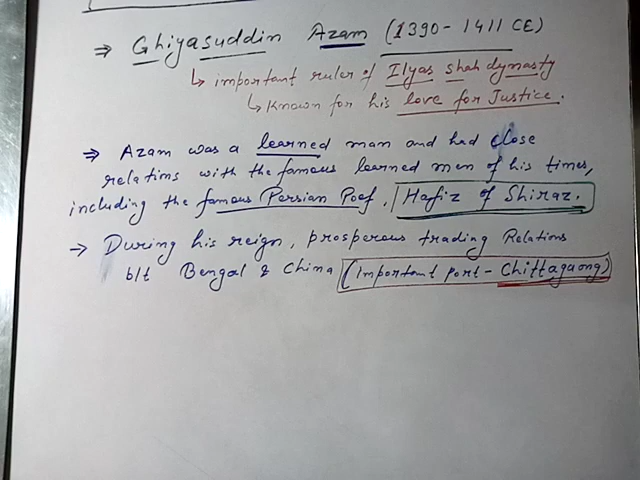 ⇒ Ghiyasuddin Azam (1390-1411 CE)
↳ important ruler of Ilyas shah dynasty
↳ Known for his love for Justice.
⇒ Azam was a learned man and had close
relations with the famous learned men of his times,
including the famous Persian Poet, Hafiz of Shiraz.
→ During his reign, prosperous trading Relations
b/t Bengal & China (Important port - Chittagaong)